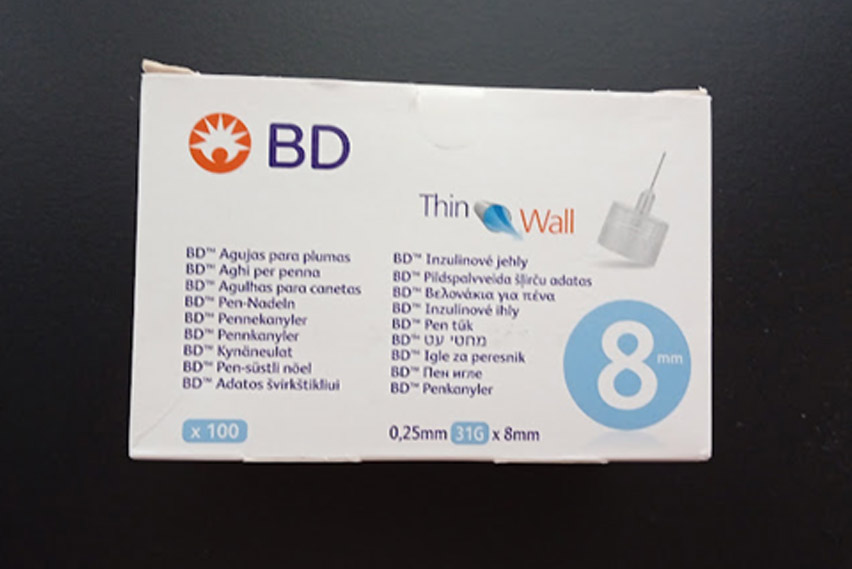 BD
Thin Wall
BD™ Agujas para plumas
BD™ Aghi per penna
BD™ Agulhas para canetas
BD™ Pen-Nadeln
BD™ Pennekanyler
BD™ Pennkanyler
BD™ Kynäneulat
BD™ Pen-süstli nõel
BD™ Adatos švirkštikliui
x 100
BD™ Inzulinové jehly
BD™ Pildspalvveida šļirču adatas
BD™ Βελονάκια για πένα
BD™ Inzulínové ihly
BD™ Pen tűk
BD™ מחטי עט
BD™ Igle za peresnik
BD™ Пен игле
BD™ Penkanyler
0,25mm 31G x 8mm
8 mm